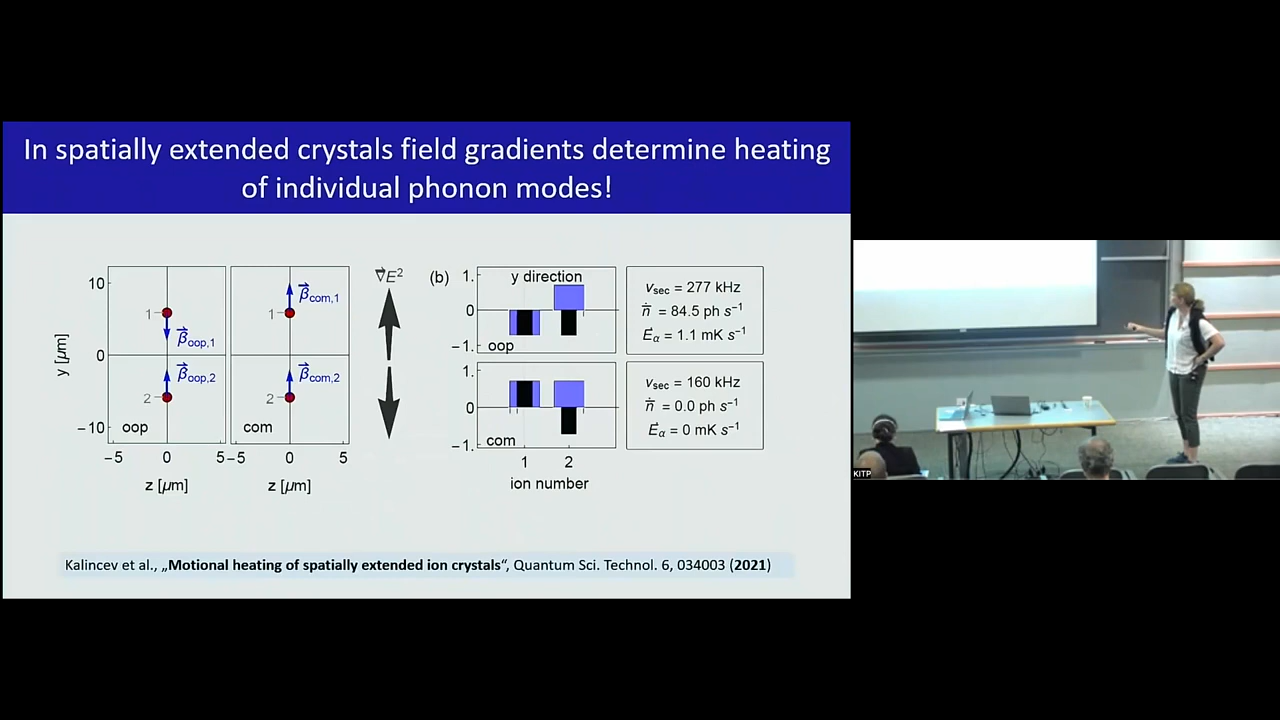 In spatially extended crystals field gradients determine heating
of individual phonon modes!
10
0
−10
y [µm]
1
β⃗oop,1
2
β⃗oop,2
oop
−5
0
5
z [µm]
1
β⃗com,1
2
β⃗com,2
com
−5
0
5
z [µm]
∇⃗E²
(b)
1.
0
−1.
y direction
oop
1.
0
−1.
com
1
2
ion number
νsec = 277 kHz
ṅ = 84.5 ph s⁻¹
Ėα = 1.1 mK s⁻¹
νsec = 160 kHz
ṅ = 0.0 ph s⁻¹
Ėα = 0 mK s⁻¹
Kalincev et al., „Motional heating of spatially extended ion crystals“, Quantum Sci. Technol. 6, 034003 (2021)
KITP